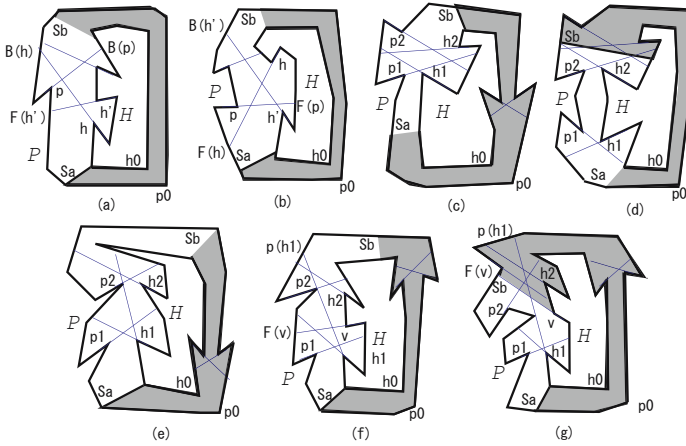 Sb
B(h)
B(p)
p
F(h')
h'
h
H
P
Sa
h0
p0
(a)
B(h')
Sb
h
H
P
p
h'
F(p)
F(h)
Sa
h0
p0
(b)
Sb
p2
h2
p1
h1
P
H
Sa
h0
p0
(c)
Sb
p2
h2
P
H
p1
h1
Sa
h0
p0
(d)
Sb
p2
h2
P
H
p1
h1
Sa
h0
p0
(e)
p(h1)
Sb
p2
h2
F(v)
v
H
p1
h1
P
Sa
h0
p0
(f)
p(h1)
F(v)
h2
Sb
p2
v
H
p1
h1
P
Sa
h0
p0
(g)